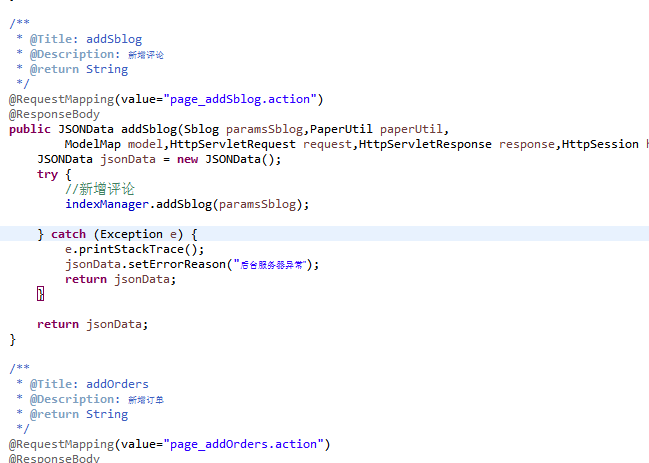 /**
 * @Title: addSblog
 * @Description: 新增评论
 * @return String
 */
@RequestMapping(value="page_addSblog.action")
@ResponseBody
public JSONData addSblog(Sblog paramsSblog,PaperUtil paperUtil,
ModelMap model,HttpServletRequest request,HttpServletResponse response,HttpSession
JSONData jsonData = new JSONData();
try {
//新增评论
indexManager.addSblog(paramsSblog);
} catch (Exception e) {
e.printStackTrace();
jsonData.setErrorReason("后台服务器异常");
return jsonData;
}
return jsonData;
}
/**
 * @Title: addOrders
 * @Description: 新增订单
 * @return String
 */
@RequestMapping(value="page_addOrders.action")
@ResponseBody